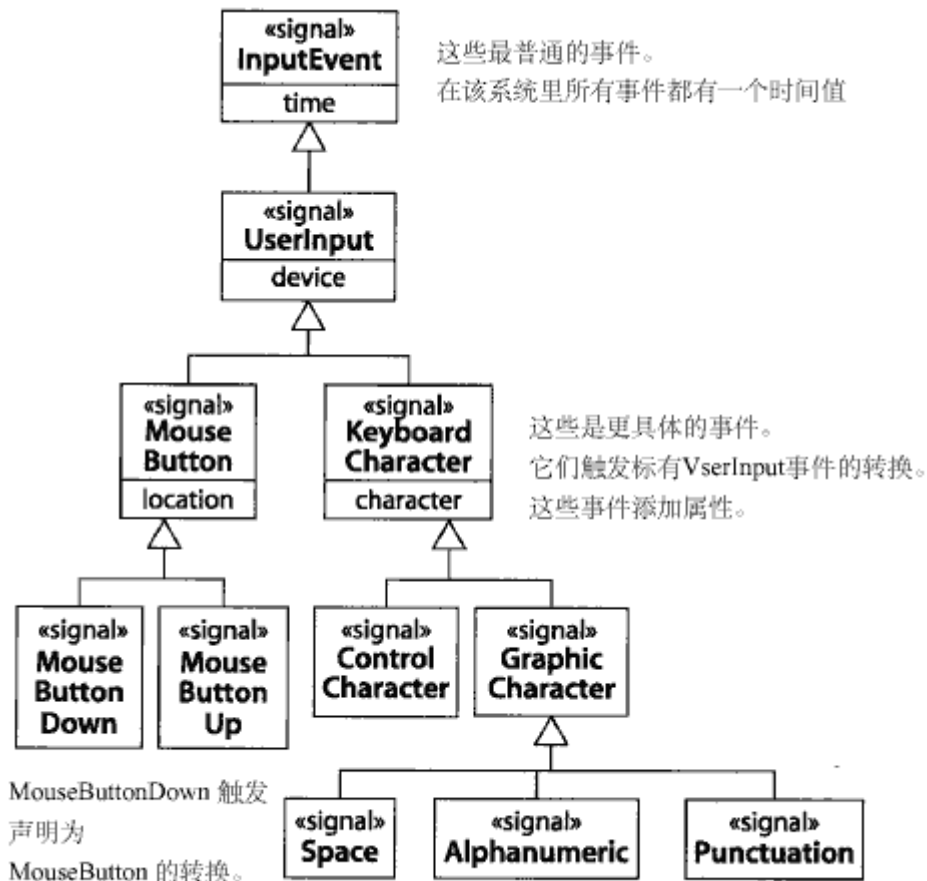 «signal»
InputEvent
time
这些最普通的事件。
在该系统里所有事件都有一个时间值
«signal»
UserInput
device
«signal»
Mouse
Button
location
«signal»
Keyboard
Character
character
这些是更具体的事件。
它们触发标有VserInput事件的转换。
这些事件添加属性。
«signal»
Mouse
Button
Down
«signal»
Mouse
Button
Up
«signal»
Control
Character
«signal»
Graphic
Character
MouseButtonDown 触发
声明为
MouseButton 的转换。
«signal»
Space
«signal»
Alphanumeric
«signal»
Punctuation